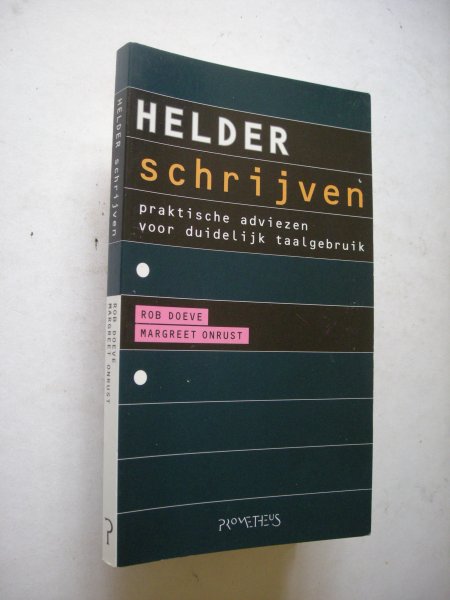 HELDER
schrijven
praktische adviezen
voor duidelijk taalgebruik
ROB DOEVE
MARGREET ONRUST
PROMETHEUS
HELDER schrijven
ROB DOEVE
MARGREET ONRUST
P